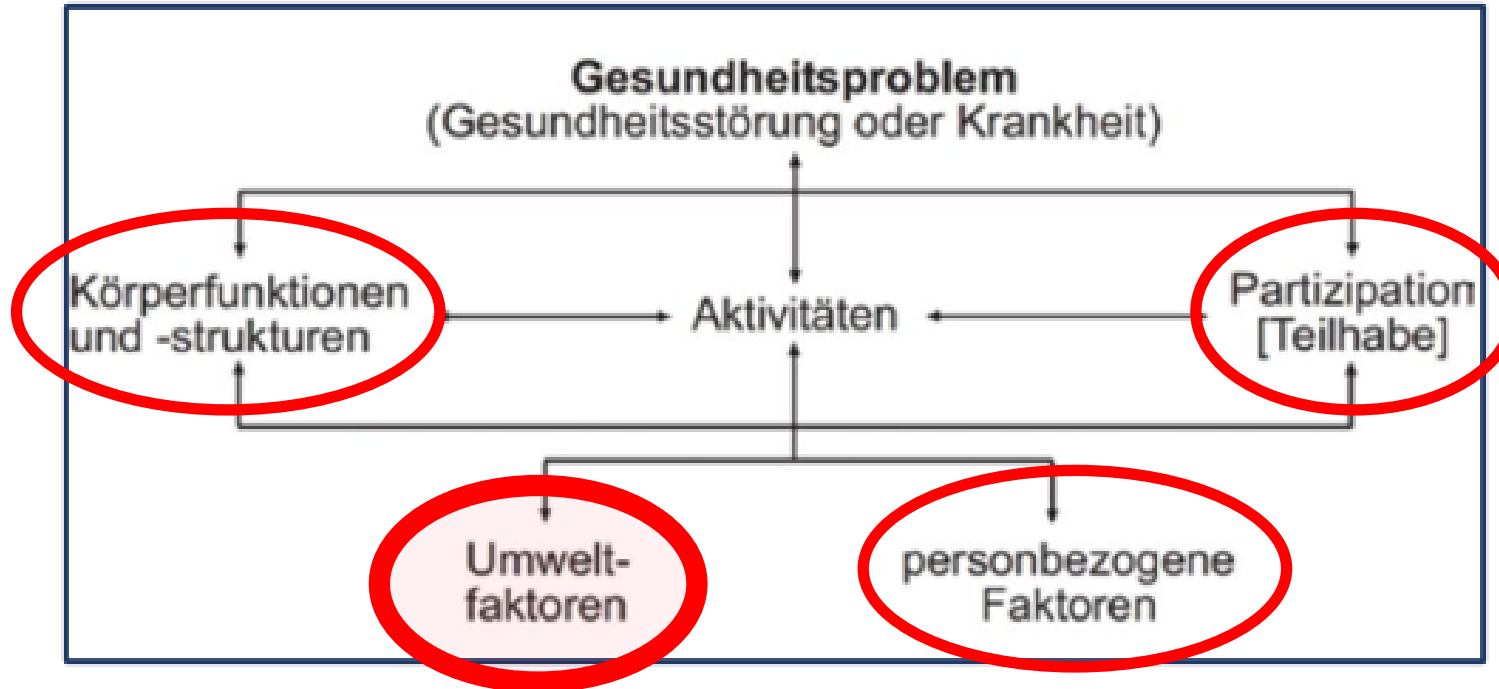 Gesundheitsproblem
(Gesundheitsstörung oder Krankheit)
Körperfunktionen
und -strukturen
Aktivitäten
Partizipation
[Teilhabe]
Umwelt-
faktoren
personbezogene
Faktoren